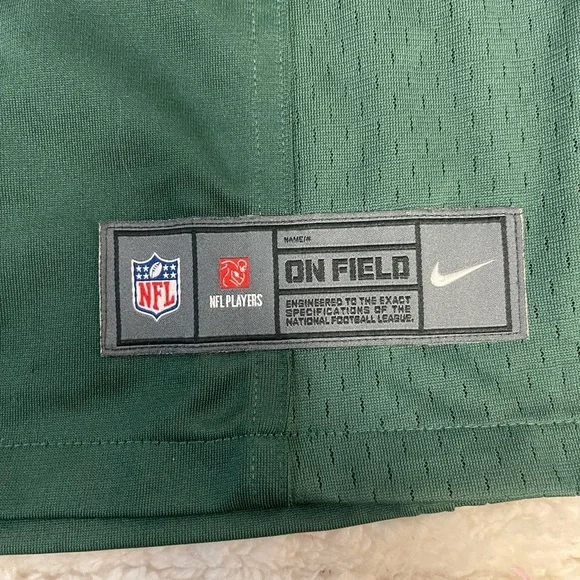 NFL
NFL PLAYERS
NAME/#
ON FIELD
ENGINEERED TO THE EXACT
SPECIFICATIONS OF THE
NATIONAL FOOTBALL LEAGUE.